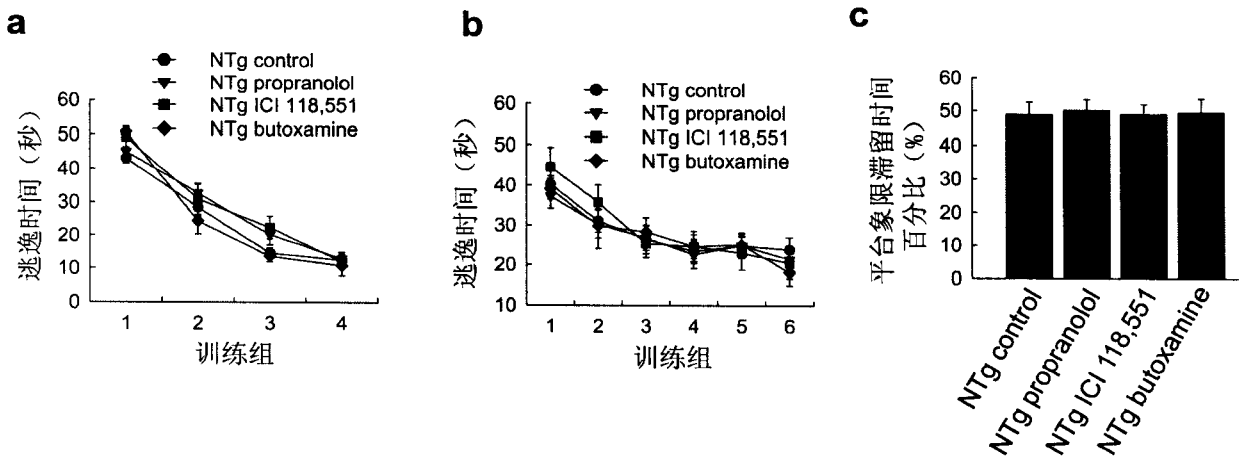 a
NTg control
NTg propranolol
NTg ICI 118,551
NTg butoxamine
逃逸时间（秒）
60
50
40
30
20
10
0
1 2 3 4
训练组
b
NTg control
NTg propranolol
NTg ICI 118,551
NTg butoxamine
逃逸时间（秒）
60
50
40
30
20
10
1 2 3 4 5 6
训练组
c
平台象限滞留时间
百分比（%）
60
50
40
30
20
10
0
NTg control
NTg propranolol
NTg ICI 118,551
NTg butoxamine